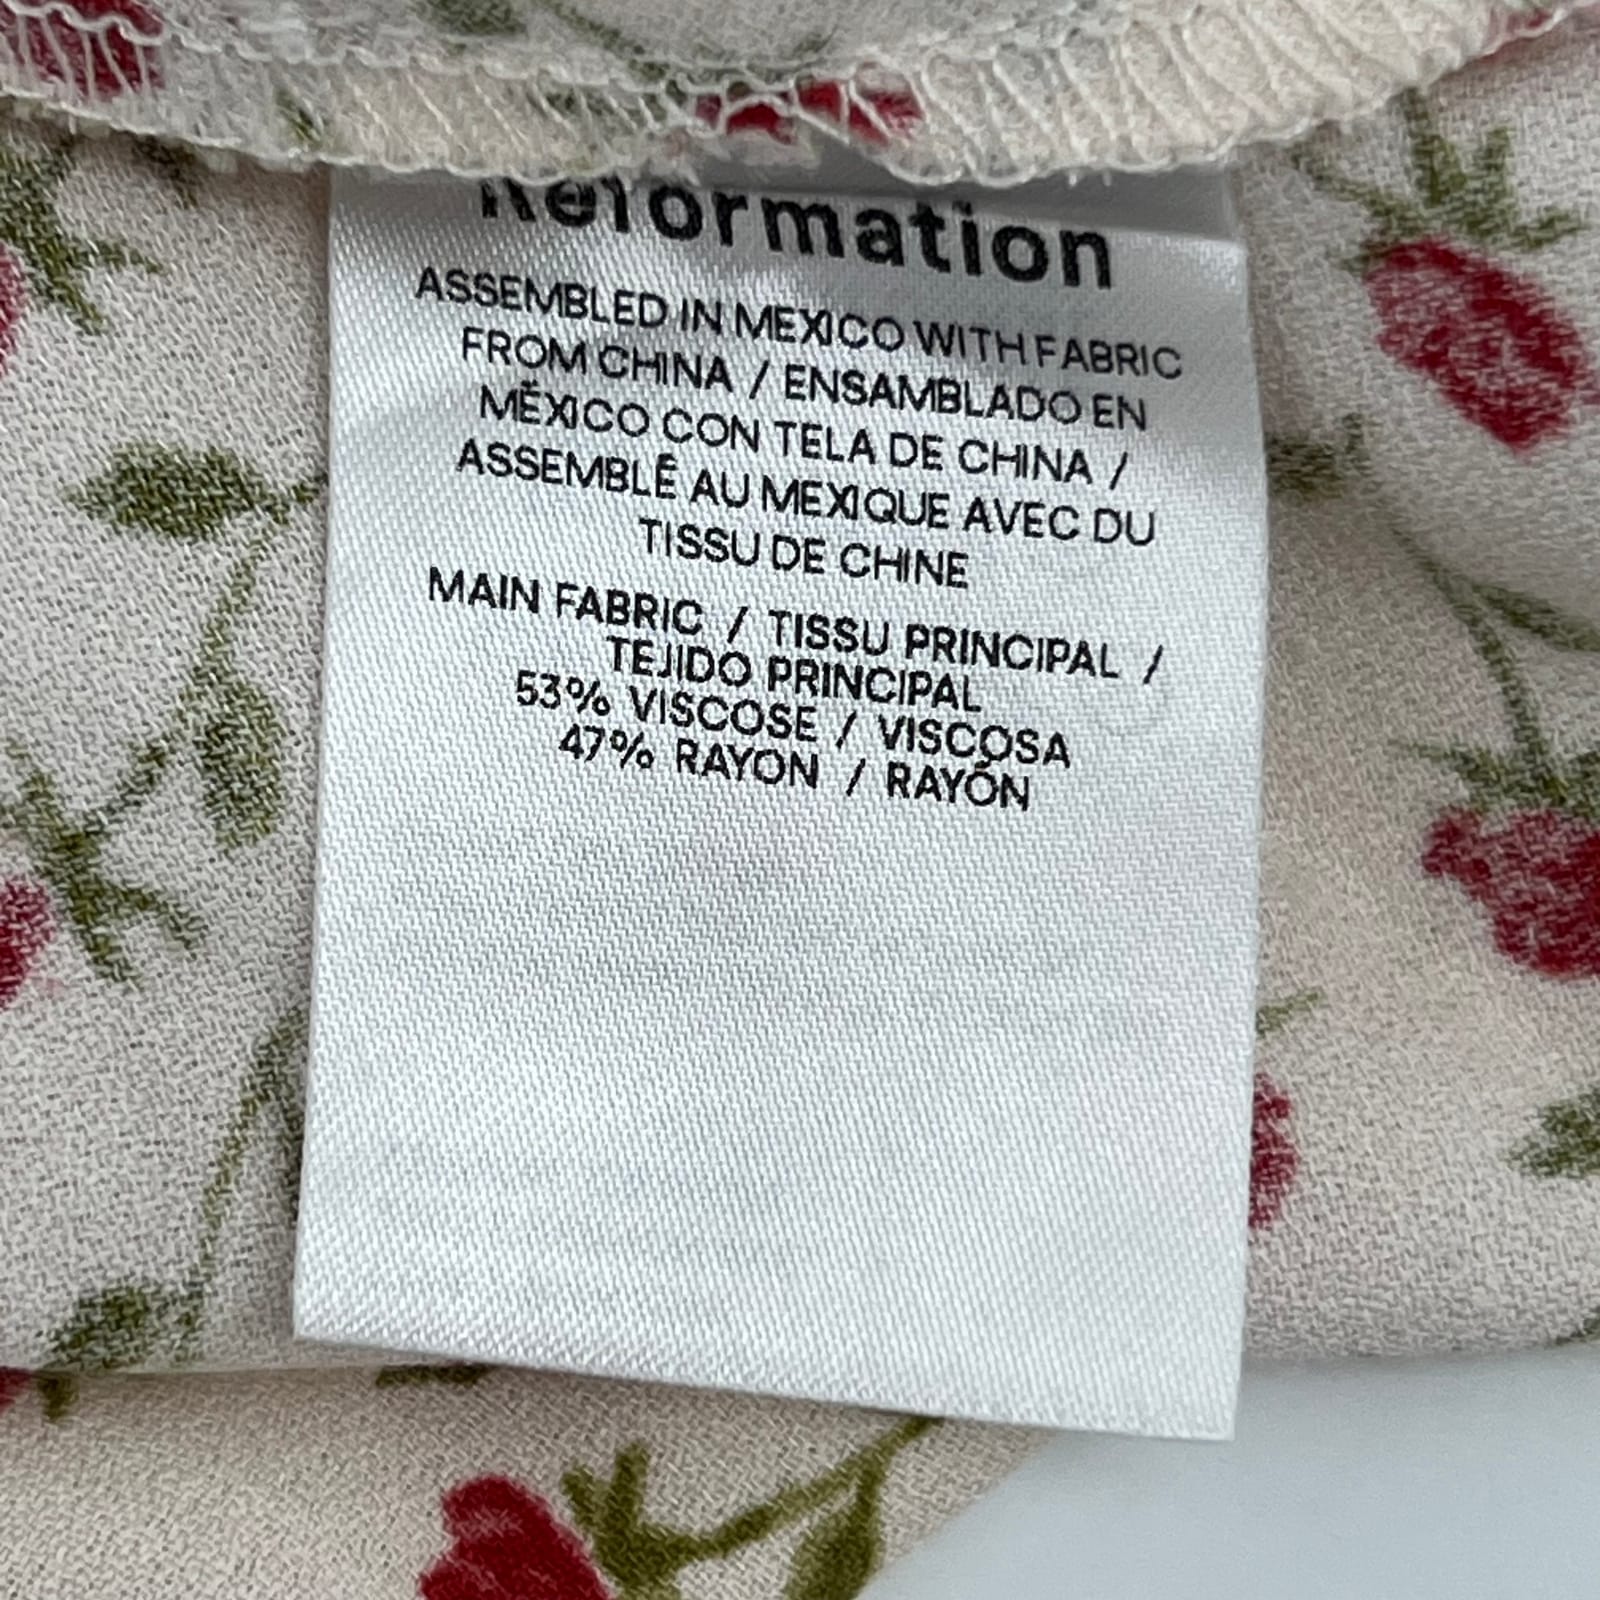 Reformation
ASSEMBLED IN MEXICO WITH FABRIC
FROM CHINA / ENSAMBLADO EN
MÉXICO CON TELA DE CHINA /
ASSEMBLÉ AU MEXIQUE AVEC DU
TISSU DE CHINE
MAIN FABRIC / TISSU PRINCIPAL /
TEJIDO PRINCIPAL
53% VISCOSE / VISCOSA
47% RAYON / RAYÓN